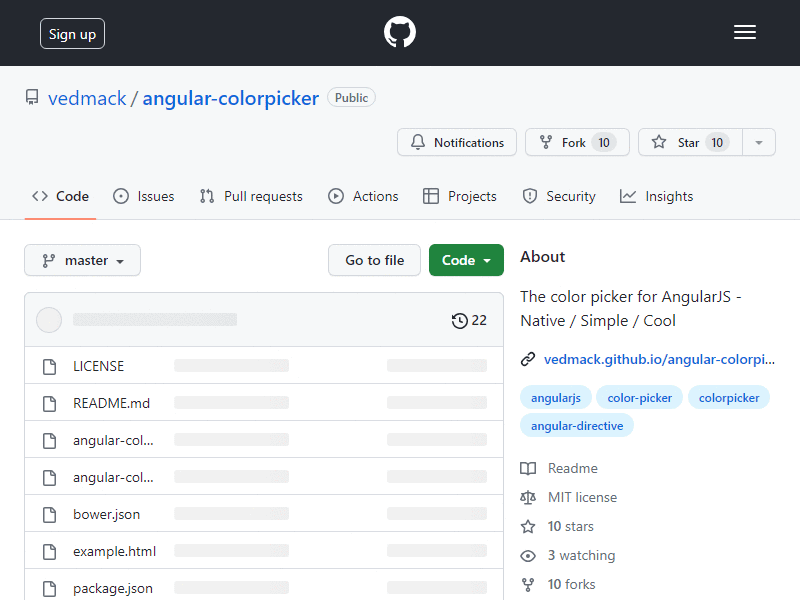 Sign up
vedmack / angular-colorpicker Public
Notifications Fork 10 Star 10
Code Issues Pull requests Actions Projects Security Insights
master Go to file Code
22
LICENSE
README.md
angular-col...
angular-col...
bower.json
example.html
package.json
About
The color picker for AngularJS -
Native / Simple / Cool
vedmack.github.io/angular-colorpi...
angularjs color-picker colorpicker
angular-directive
Readme
MIT license
10 stars
3 watching
10 forks